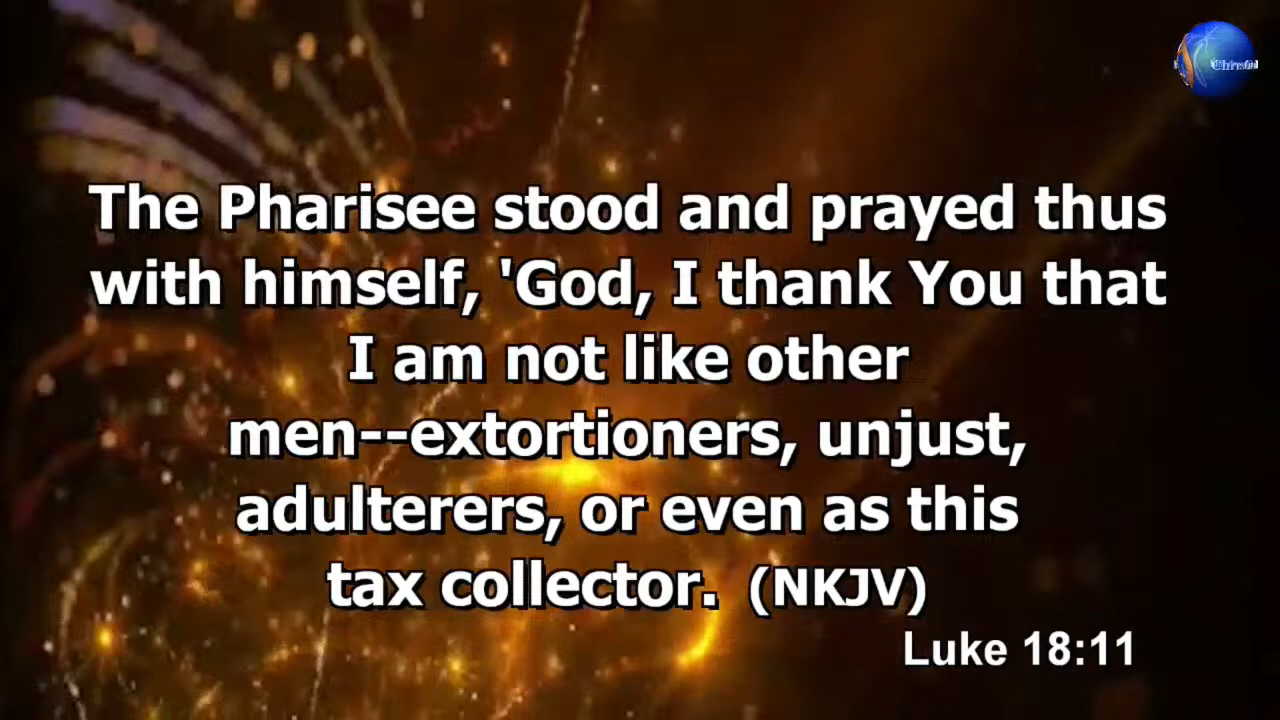 The Pharisee stood and prayed thus
with himself, 'God, I thank You that
I am not like other
men--extortioners, unjust,
adulterers, or even as this
tax collector. (NKJV)
Luke 18:11